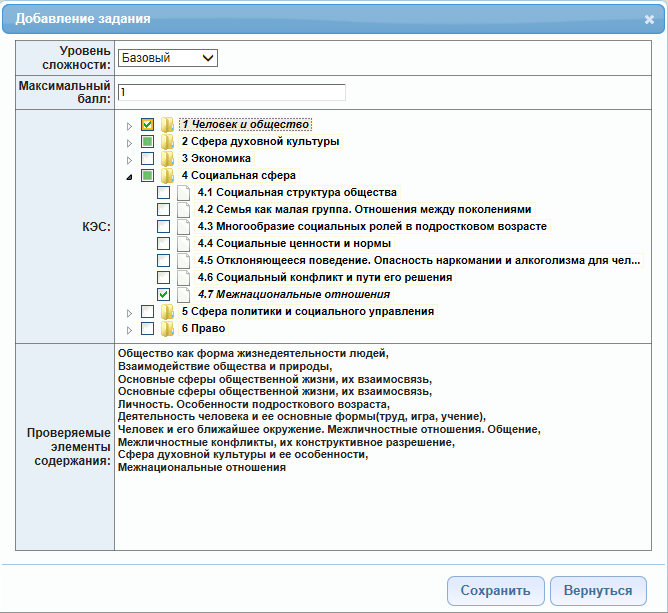 Добавление задания
Уровень сложности:
Базовый
Максимальный балл:
1
КЭС:
1 Человек и общество
2 Сфера духовной культуры
3 Экономика
4 Социальная сфера
4.1 Социальная структура общества
4.2 Семья как малая группа. Отношения между поколениями
4.3 Многообразие социальных ролей в подростковом возрасте
4.4 Социальные ценности и нормы
4.5 Отклоняющееся поведение. Опасность наркомании и алкоголизма для чел...
4.6 Социальный конфликт и пути его решения
4.7 Межнациональные отношения
5 Сфера политики и социального управления
6 Право
Проверяемые элементы содержания:
Общество как форма жизнедеятельности людей,
Взаимодействие общества и природы,
Основные сферы общественной жизни, их взаимосвязь,
Основные сферы общественной жизни, их взаимосвязь,
Личность. Особенности подросткового возраста,
Деятельность человека и ее основные формы(труд, игра, учение),
Человек и его ближайшее окружение. Межличностные отношения. Общение,
Межличностные конфликты, их конструктивное разрешение,
Сфера духовной культуры и ее особенности,
Межнациональные отношения
Сохранить
Вернуться